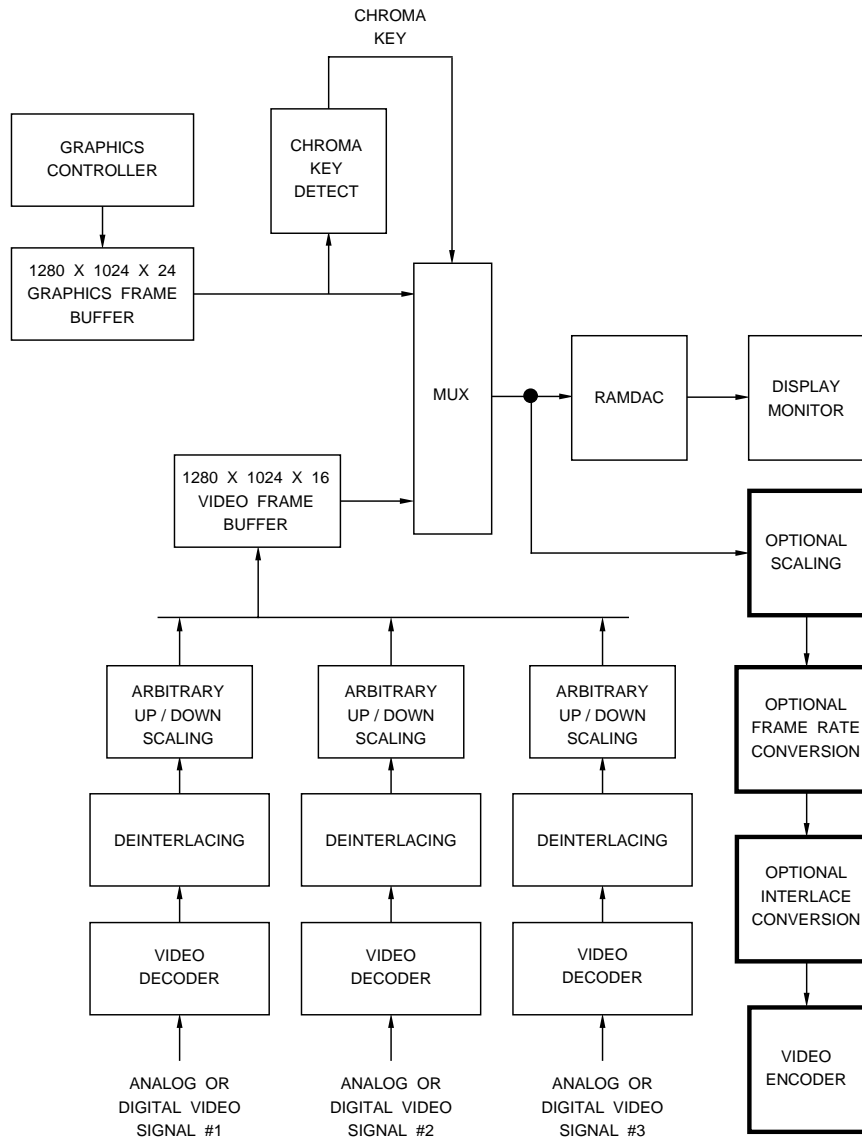 CHROMA
KEY
GRAPHICS
CONTROLLER
CHROMA
KEY
DETECT
1280 X 1024 X 24
GRAPHICS FRAME
BUFFER
MUX
RAMDAC
DISPLAY
MONITOR
1280 X 1024 X 16
VIDEO FRAME
BUFFER
OPTIONAL
SCALING
ARBITRARY
UP / DOWN
SCALING
ARBITRARY
UP / DOWN
SCALING
ARBITRARY
UP / DOWN
SCALING
OPTIONAL
FRAME RATE
CONVERSION
DEINTERLACING
DEINTERLACING
DEINTERLACING
OPTIONAL
INTERLACE
CONVERSION
VIDEO
DECODER
VIDEO
DECODER
VIDEO
DECODER
VIDEO
ENCODER
ANALOG OR
DIGITAL VIDEO
SIGNAL #1
ANALOG OR
DIGITAL VIDEO
SIGNAL #2
ANALOG OR
DIGITAL VIDEO
SIGNAL #3